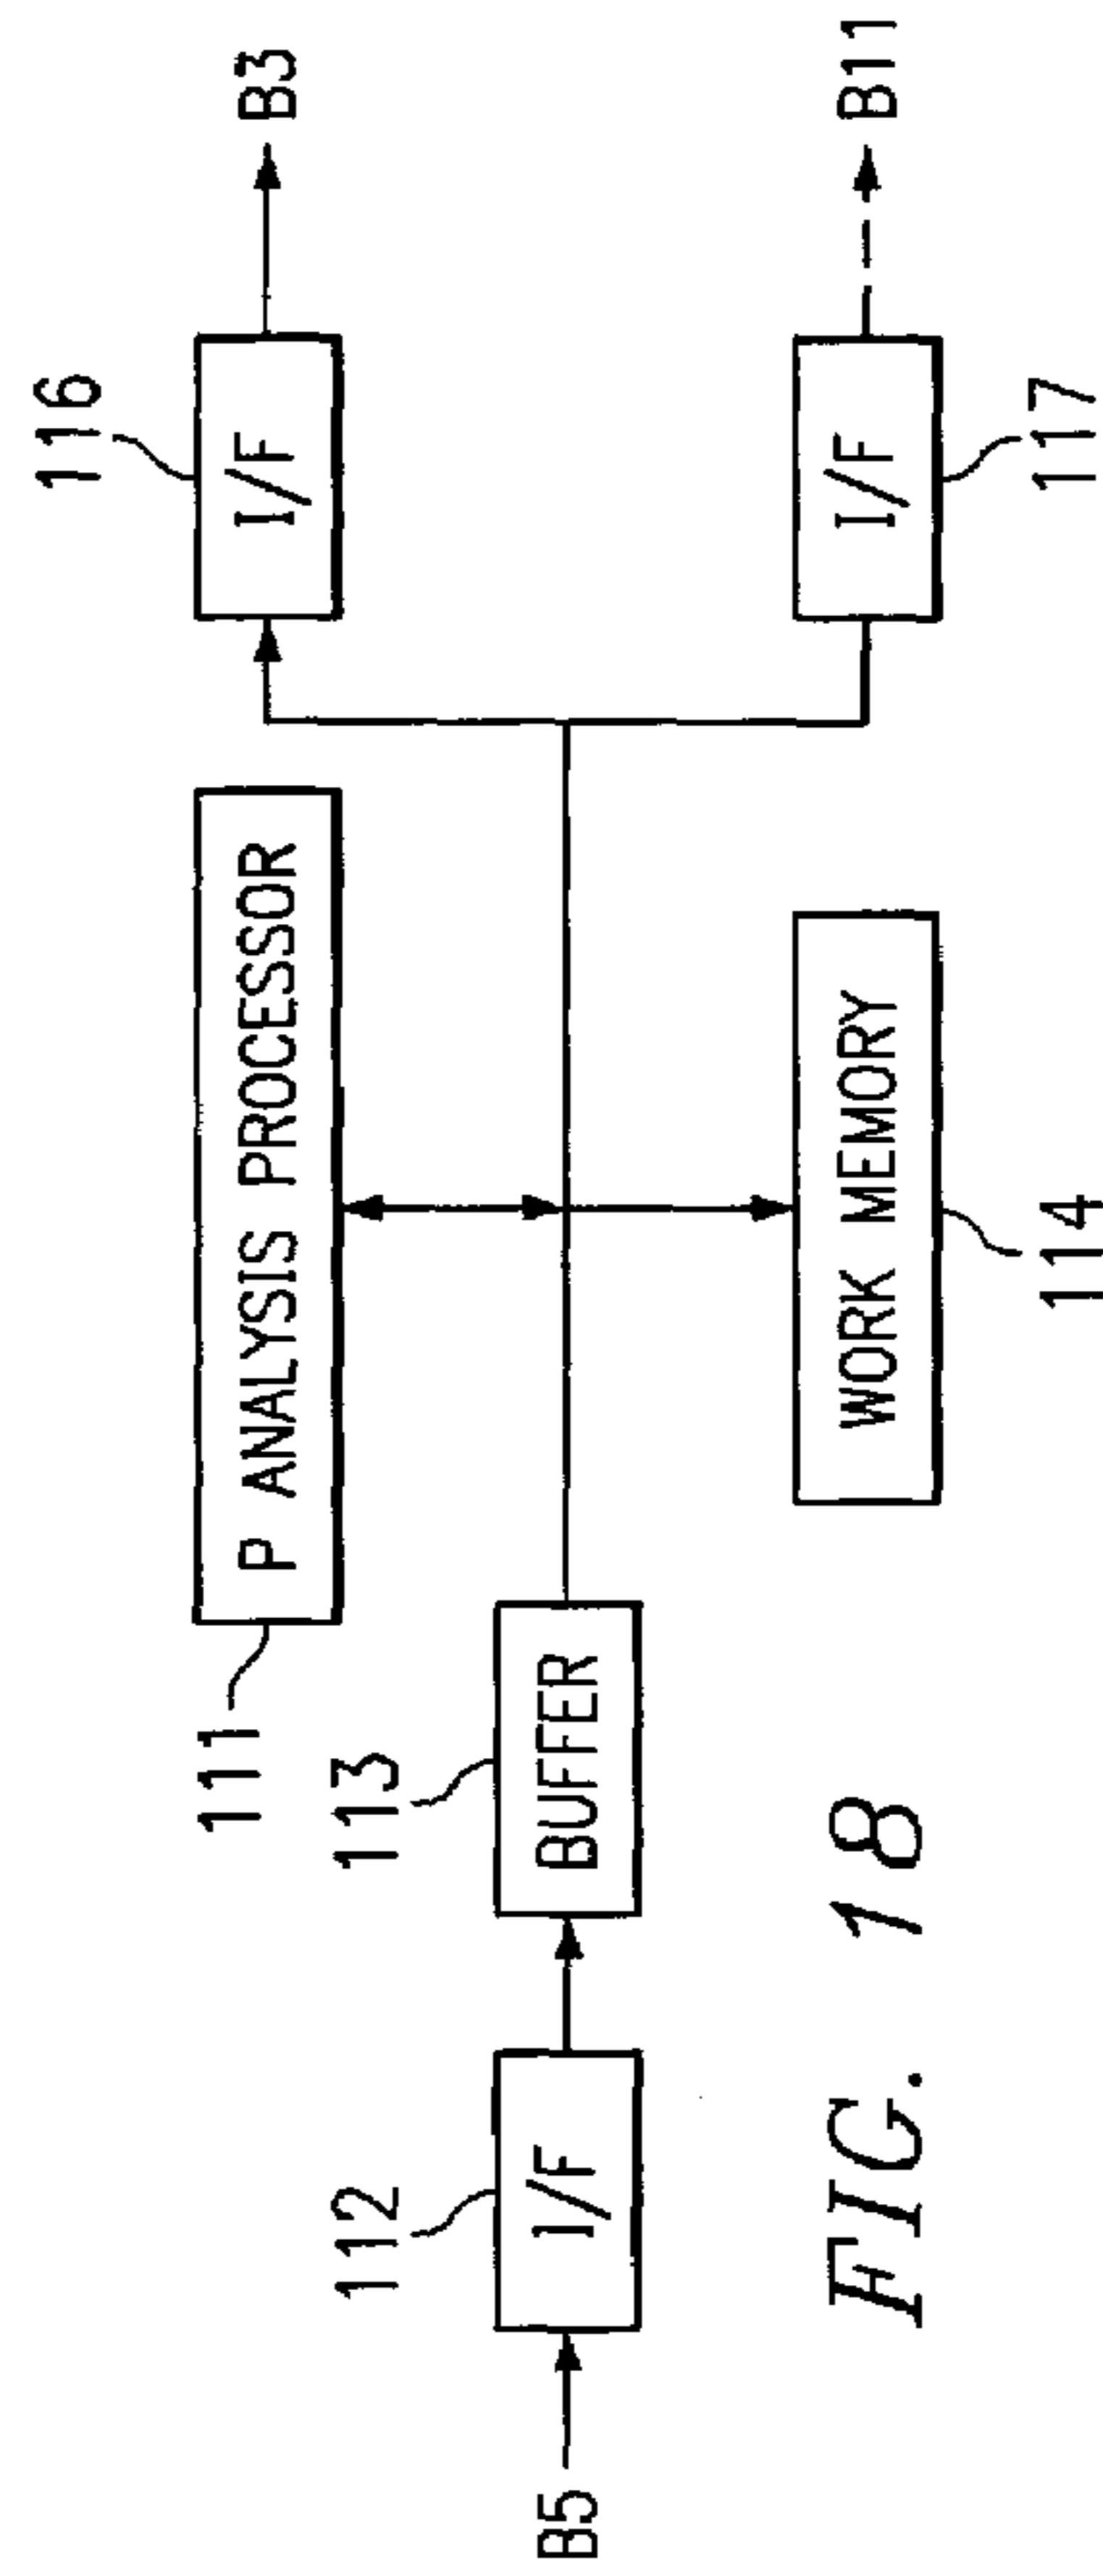 111
P ANALYSIS PROCESSOR
116
I/F
B3
112
113
B5
I/F
BUFFER
WORK MEMORY
114
I/F
117
B11
FIG. 18